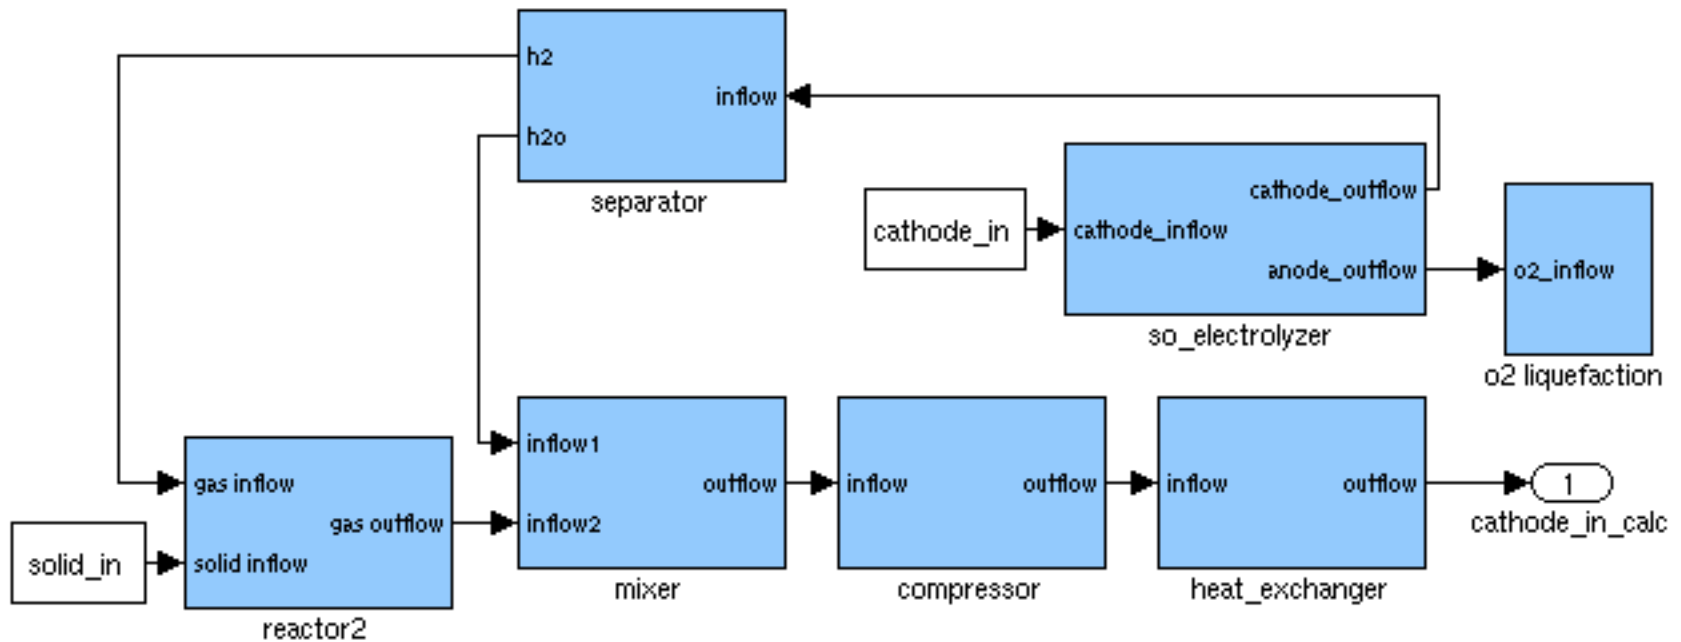 h2
inflow
h2o
separator
cathode_in
cathode_inflow
cathode_outflow
anode_outflow
so_electrolyzer
o2_inflow
o2 liquefaction
solid_in
gas inflow
gas outflow
solid inflow
reactor2
inflow1
outflow
inflow2
mixer
inflow
outflow
compressor
inflow
outflow
heat_exchanger
1
cathode_in_calc